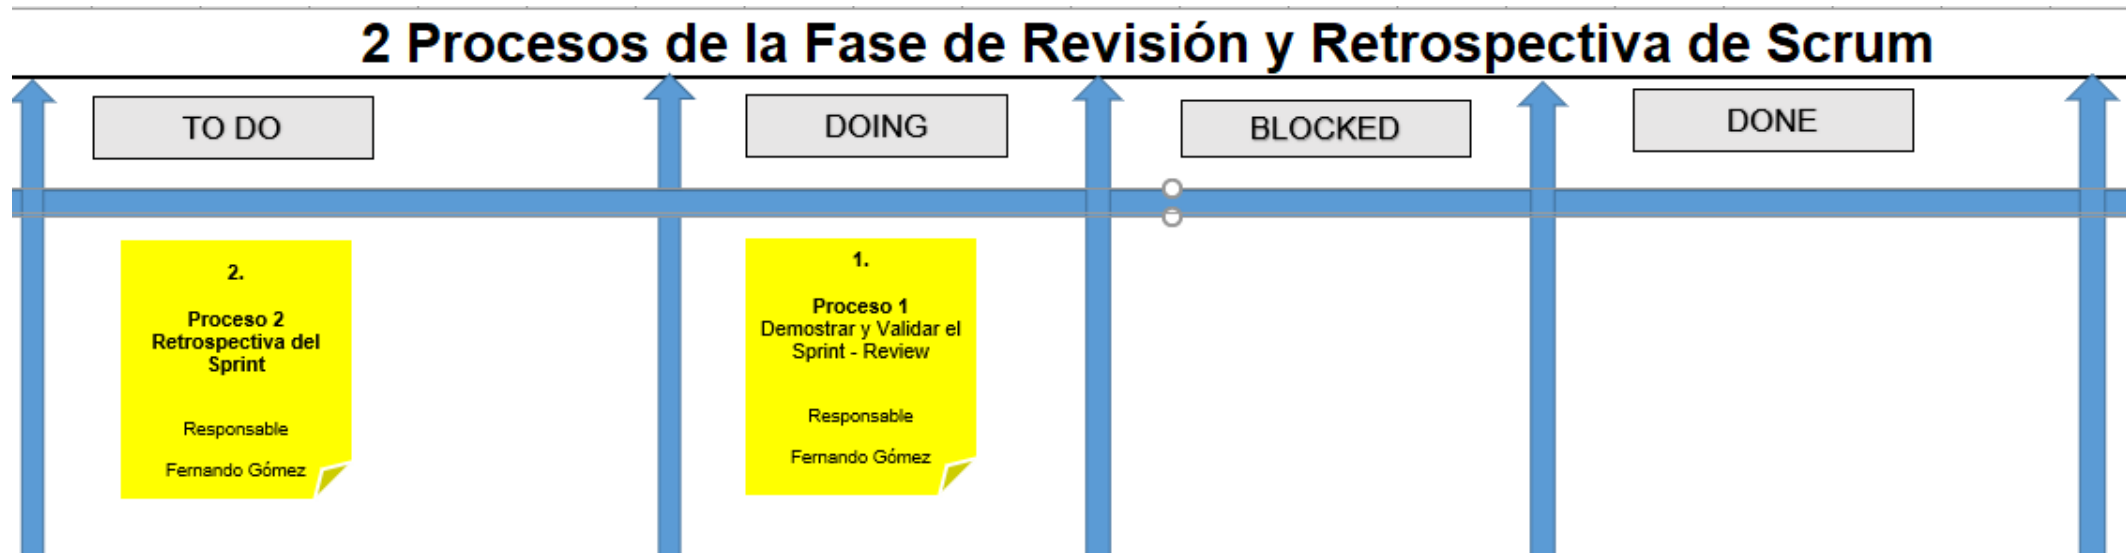 2 Procesos de la Fase de Revisión y Retrospectiva de Scrum
TO DO
DOING
BLOCKED
DONE
2.
Proceso 2
Retrospectiva del
Sprint
Responsable
Fernando Gómez
1.
Proceso 1
Demostrar y Validar el
Sprint - Review
Responsable
Fernando Gómez